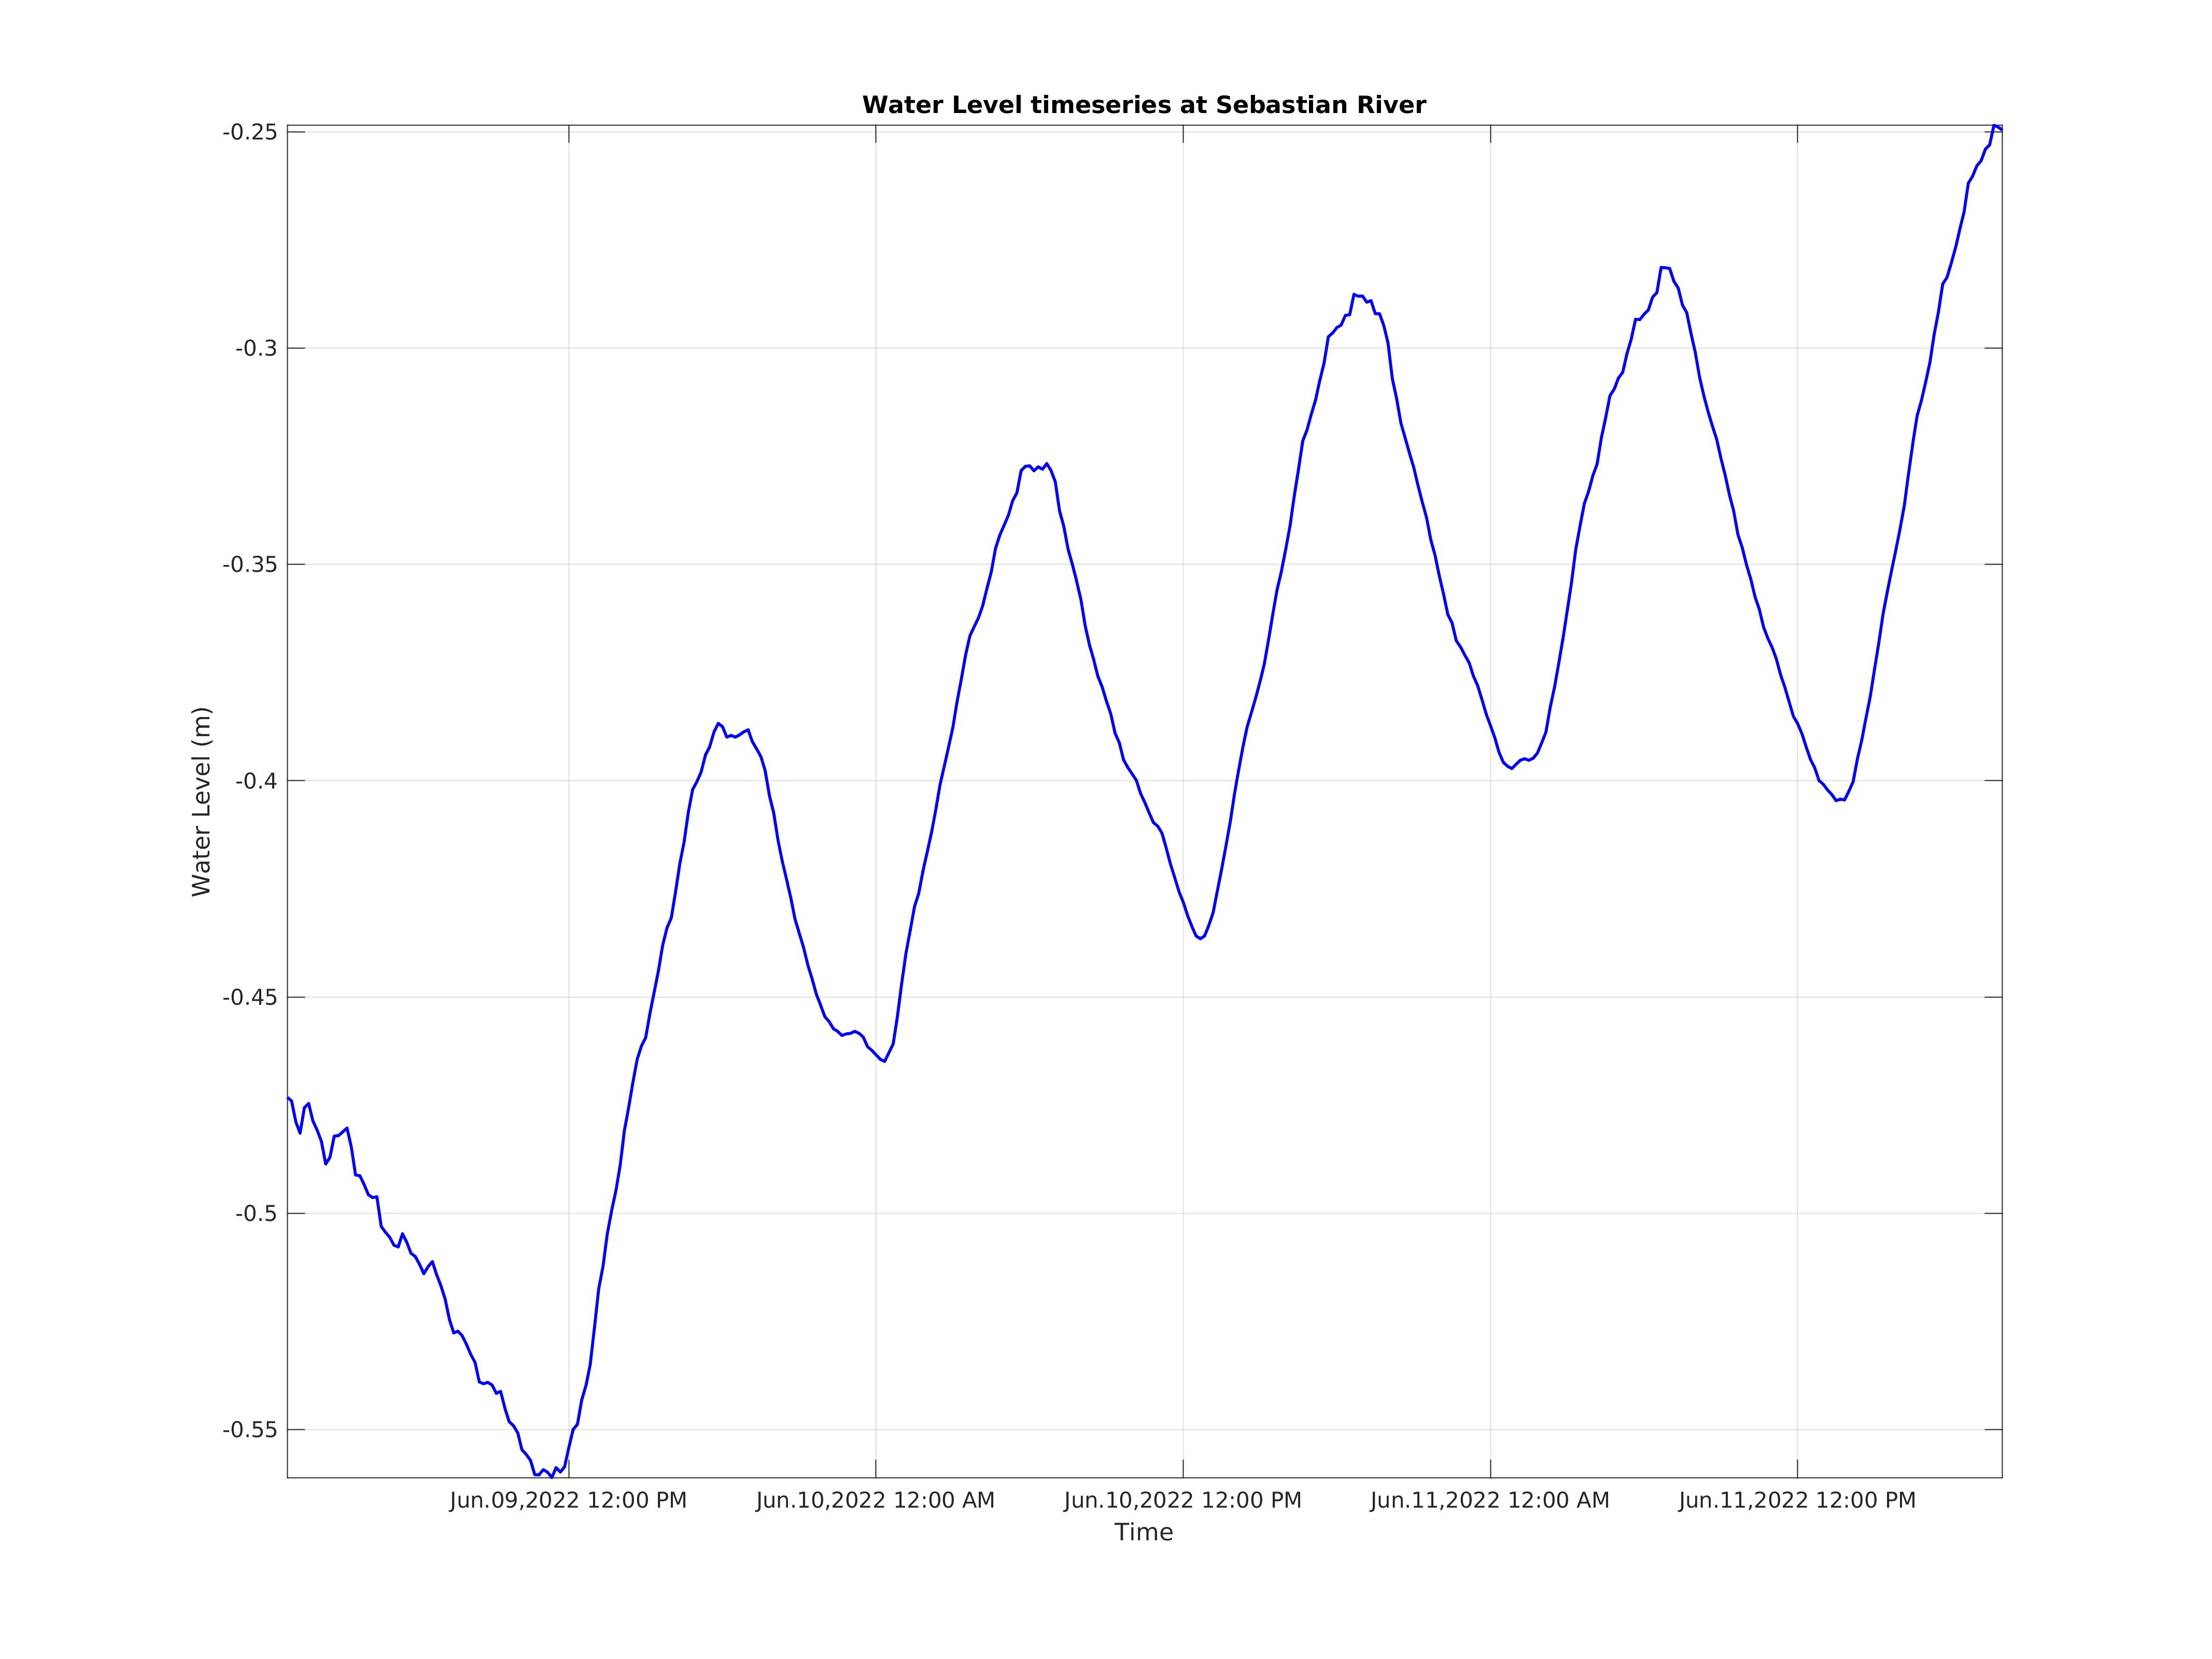 Water Level timeseries at Sebastian River
-0.25
-0.3
-0.35
-0.4
-0.45
-0.5
-0.55
Water Level (m)
Jun.09,2022 12:00 PM
Jun.10,2022 12:00 AM
Jun.10,2022 12:00 PM
Jun.11,2022 12:00 AM
Jun.11,2022 12:00 PM
Time